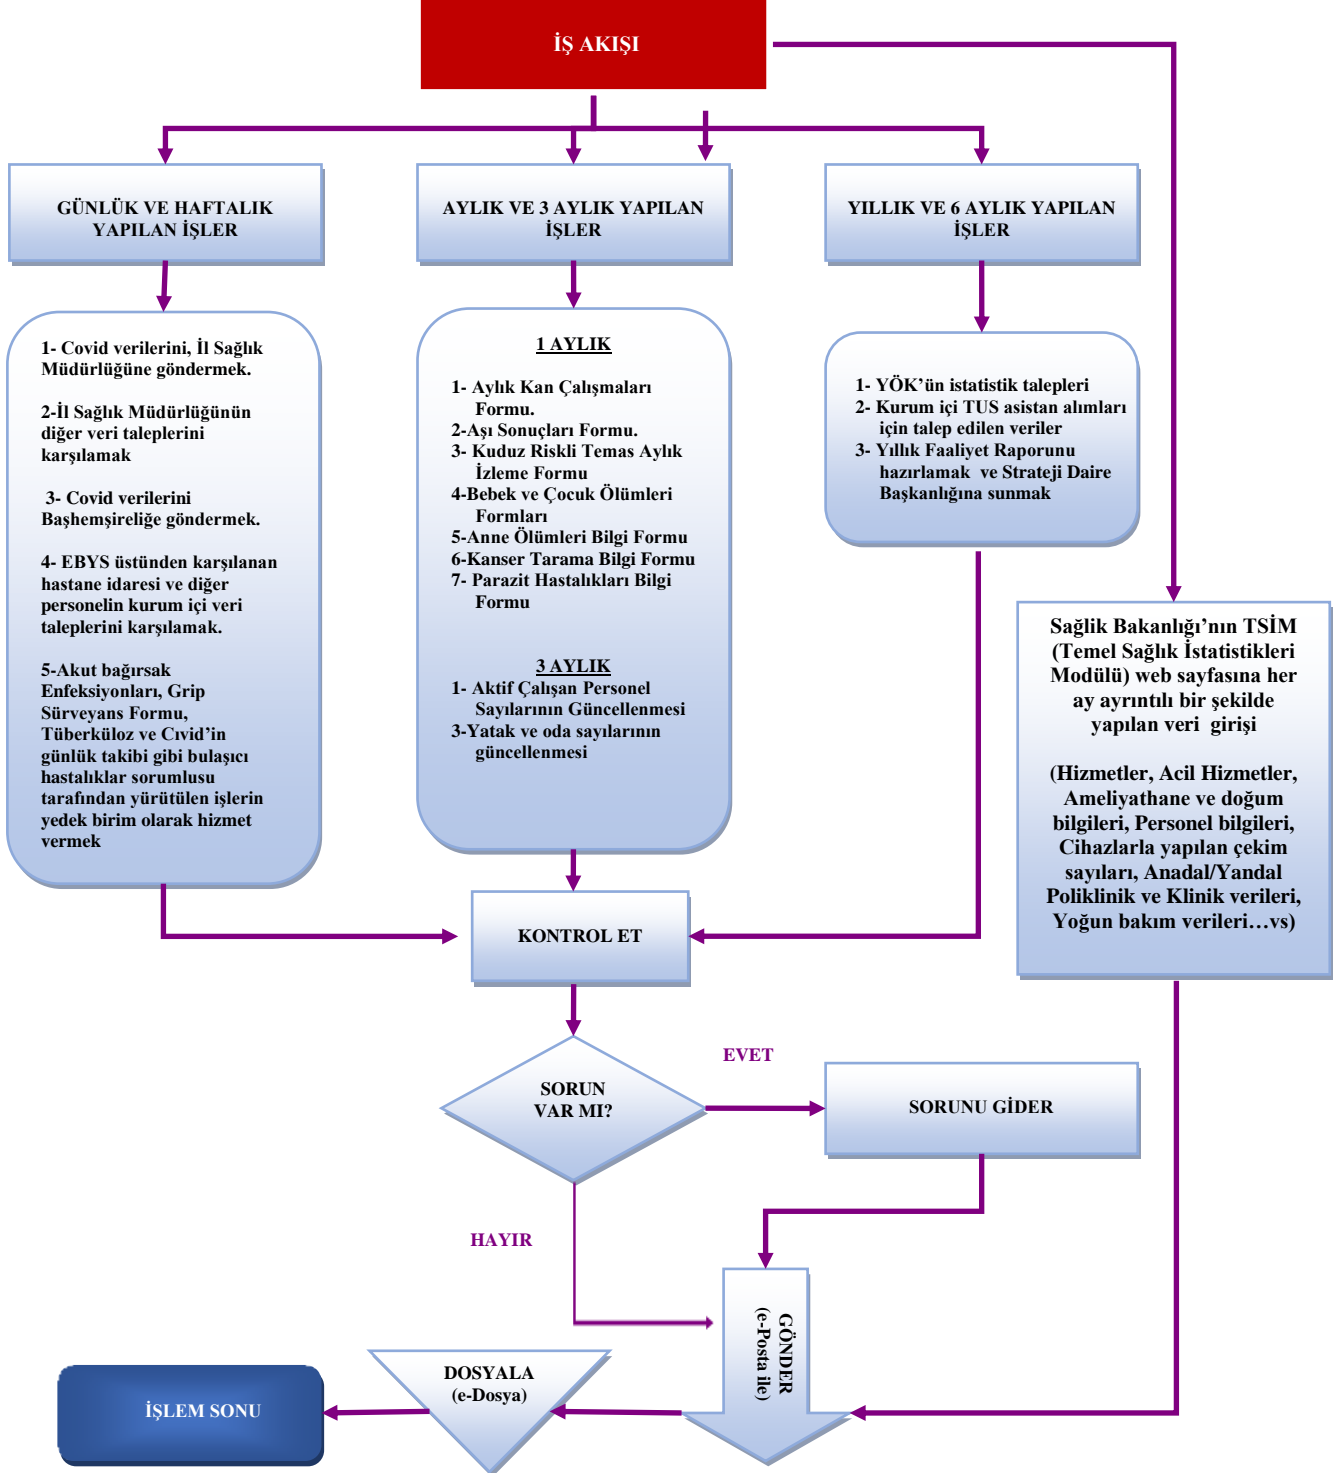 İŞ AKIŞI
GÜNLÜK VE HAFTALIK
YAPILAN İŞLER
AYLIK VE 3 AYLIK YAPILAN
İŞLER
YILLIK VE 6 AYLIK YAPILAN
İŞLER
1- Covid verilerini, İl Sağlık
Müdürlüğüne göndermek.
2-İl Sağlık Müdürlüğünün
diğer veri taleplerini
karşılamak
3- Covid verilerini
Başhemşireliğe göndermek.
4- EBYS üstünden karşılanan
hastane idaresi ve diğer
personelin kurum içi veri
taleplerini karşılamak.
5-Akut bağırsak
Enfeksiyonları, Grip
Sürveyans Formu,
Tüberküloz ve Cıvid’in
günlük takibi gibi bulaşıcı
hastalıklar sorumlusu
tarafından yürütülen işlerin
yedek birim olarak hizmet
vermek
1 AYLIK
1- Aylık Kan Çalışmaları
Formu.
2-Aşı Sonuçları Formu.
3- Kuduz Riskli Temas Aylık
İzleme Formu
4-Bebek ve Çocuk Ölümleri
Formları
5-Anne Ölümleri Bilgi Formu
6-Kanser Tarama Bilgi Formu
7- Parazit Hastalıkları Bilgi
Formu
3 AYLIK
1- Aktif Çalışan Personel
Sayılarının Güncellenmesi
3-Yatak ve oda sayılarının
güncellenmesi
1- YÖK’ün istatistik talepleri
2- Kurum içi TUS asistan alımları
için talep edilen veriler
3- Yıllık Faaliyet Raporunu
hazırlamak ve Strateji Daire
Başkanlığına sunmak
Sağlik Bakanlığı’nın TSİM
(Temel Sağlık İstatistikleri
Modülü) web sayfasına her
ay ayrıntılı bir şekilde
yapılan veri girişi
(Hizmetler, Acil Hizmetler,
Ameliyathane ve doğum
bilgileri, Personel bilgileri,
Cihazlarla yapılan çekim
sayıları, Anadal/Yandal
Poliklinik ve Klinik verileri,
Yoğun bakım verileri…vs)
KONTROL ET
SORUN
VAR MI?
EVET
SORUNU GİDER
HAYIR
GÖNDER
(e-Posta ile)
DOSYALA
(e-Dosya)
İŞLEM SONU